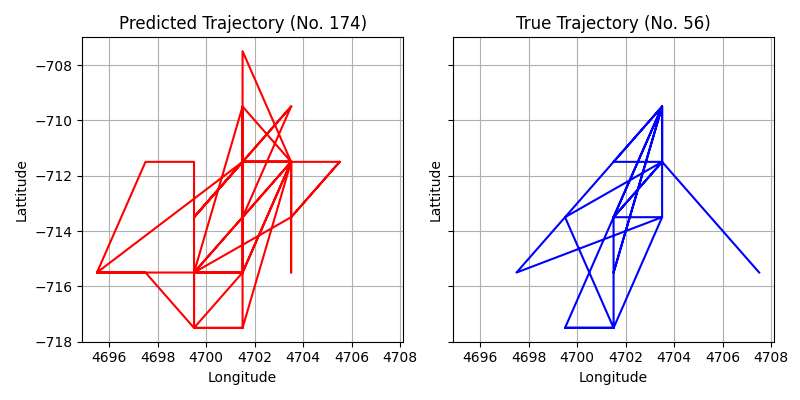 Predicted Trajectory (No. 174)
True Trajectory (No. 56)
Lattitude
−708
−710
−712
−714
−716
−718
4696 4698 4700 4702 4704 4706 4708
Longitude
Lattitude
4696 4698 4700 4702 4704 4706 4708
Longitude